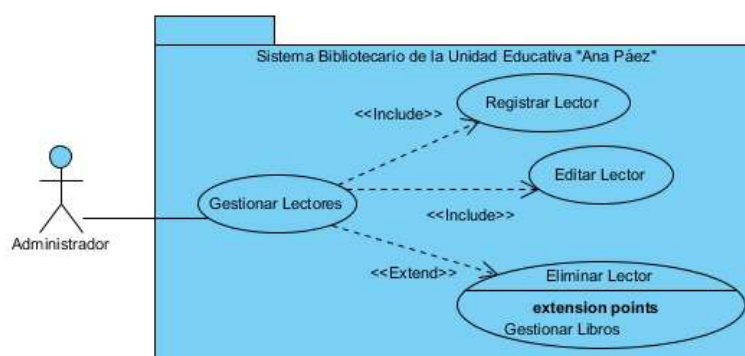 Sistema Bibliotecario de la Unidad Educativa "Ana Páez"
Registrar Lector
<<Include>>
Editar Lector
Gestionar Lectores
<<Include>>
Administrador
<<Extend>>
Eliminar Lector
extension points
Gestionar Libros